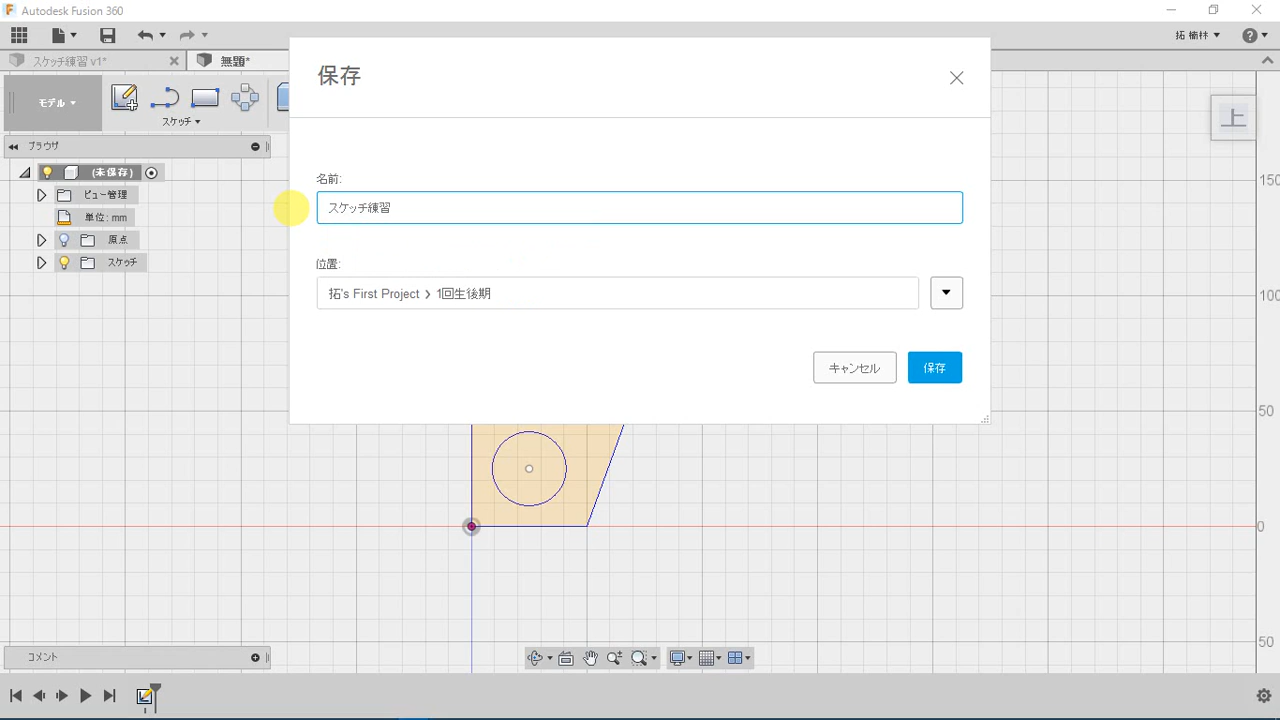 Autodesk Fusion 360
拓 楡林
スケッチ練習 v1*
無題*
保存
モデル
スケッチ
上
ブラウザ
(未保存)
ビュー管理
単位: mm
原点
スケッチ
名前:
スケッチ練習
位置:
拓's First Project > 1回生後期
キャンセル
保存
150
100
50
0
50
コメント